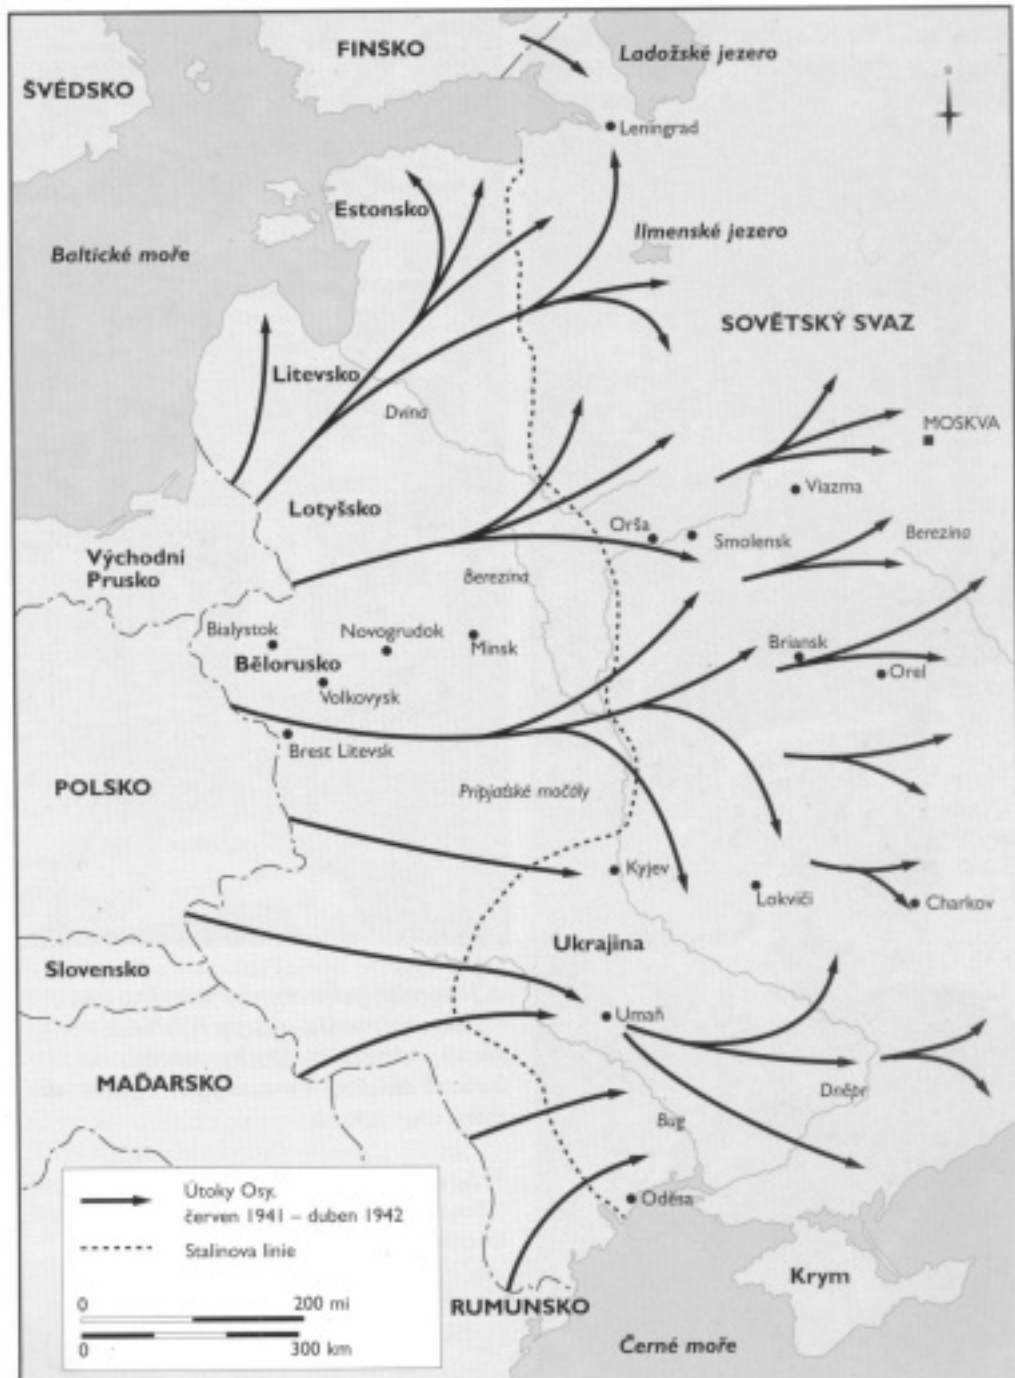 FINSKO
Ladožské jezero
ŠVÉDSKO
Leningrad
Estonsko
Ilmenské jezero
Baltické moře
SOVĚTSKÝ SVAZ
Litevsko
Dvina
MOSKVA
Viazma
Lotyšsko
Orša
Smolensk
Berezina
Východní
Prusko
Berezina
Bialystok
Novogrudok
Minsk
Briansk
Bělorusko
Orel
Volkovysk
Brest Litevsk
POLSKO
Pripjaťské močály
Kyjev
Lokviči
Charkov
Ukrajina
Slovensko
Umaň
MAĎARSKO
Dněpr
Bug
Útoky Osy,
červen 1941 – duben 1942
Oděsa
Stalinova linie
Krym
0 200 mi
RUMUNSKO
0 300 km
Černé moře